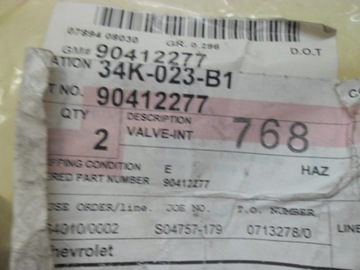 07894 08030
GR. 0.296
D.O.T
GM# 90412277
ATION 34K-023-B1
T NO. 90412277
QTY
2
DESCRIPTION
VALVE-INT
768
PPING CONDITION E
HAZ
ERED PART NUMBER 90412277
SE ORDER/line. JOB NO. T.O. NUMBER
4010/0002 S04757-179 0713278/0
LINE
hevrolet